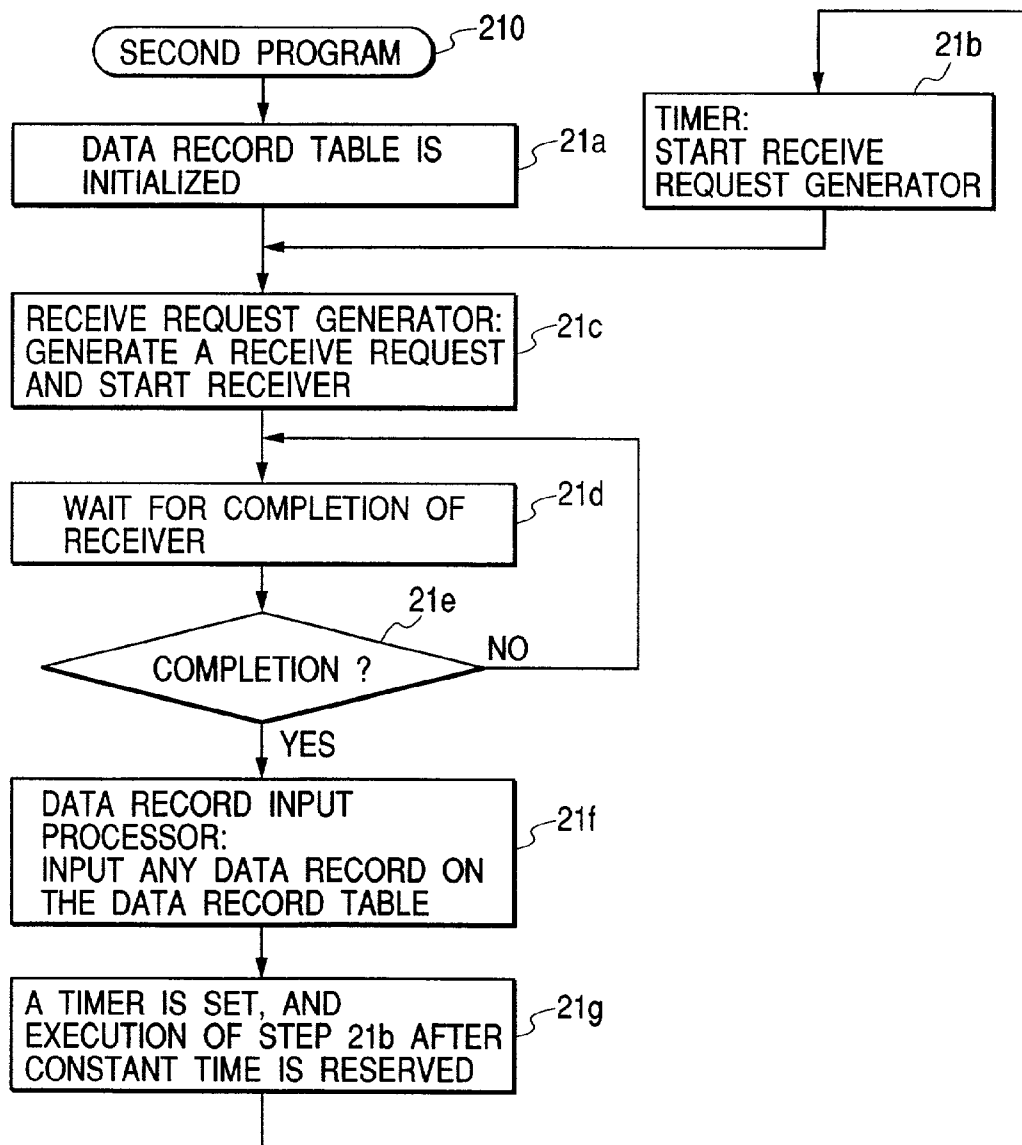 SECOND PROGRAM
210
DATA RECORD TABLE IS
INITIALIZED
21a
21b
TIMER:
START RECEIVE
REQUEST GENERATOR
RECEIVE REQUEST GENERATOR:
GENERATE A RECEIVE REQUEST
AND START RECEIVER
21c
WAIT FOR COMPLETION OF
RECEIVER
21d
21e
COMPLETION ?
NO
YES
DATA RECORD INPUT
PROCESSOR:
INPUT ANY DATA RECORD ON
THE DATA RECORD TABLE
21f
A TIMER IS SET, AND
EXECUTION OF STEP 21b AFTER
CONSTANT TIME IS RESERVED
21g